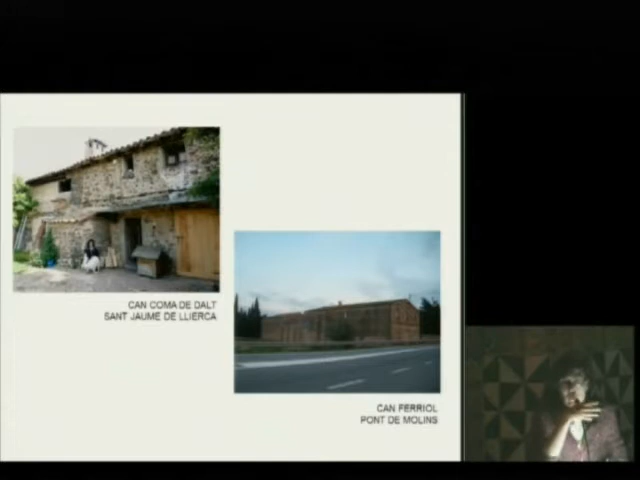 CAN COMA DE DALT
SANT JAUME DE LLIERCA
CAN FERRIOL
PONT DE MOLINS